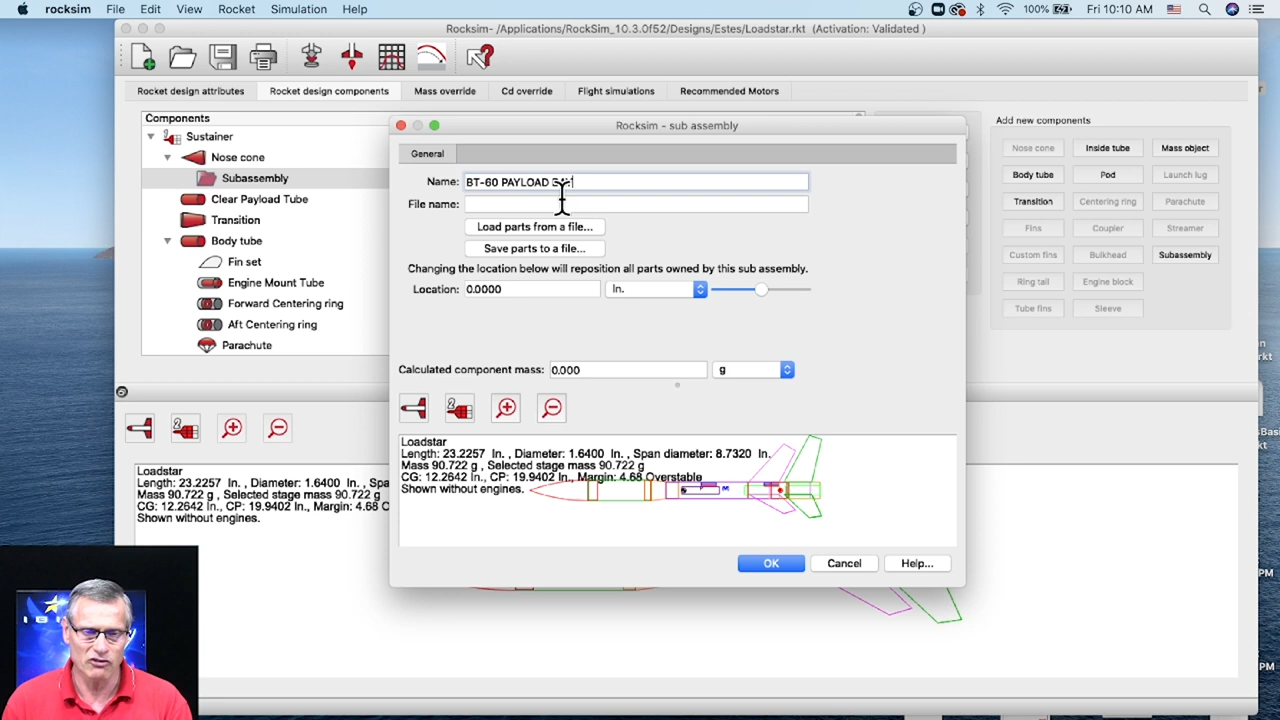 rocksim File Edit View Rocket Simulation Help 100% Fri 10:10 AM
Rocksim- /Applications/RockSim_10.3.0f52/Designs/Estes/Loadstar.rkt (Activation: Validated )
Rocket design attributes Rocket design components Mass override Cd override Flight simulations Recommended Motors
Components
Sustainer
Nose cone
Subassembly
Clear Payload Tube
Transition
Body tube
Fin set
Engine Mount Tube
Forward Centering ring
Aft Centering ring
Parachute
Rocksim - sub assembly
General
Name: BT-60 PAYLOAD
File name:
Load parts from a file...
Save parts to a file...
Changing the location below will reposition all parts owned by this sub assembly.
Location: 0.0000 In.
Calculated component mass: 0.000 g
Loadstar
Length: 23.2257 In. , Diameter: 1.6400 In. , Span diameter: 8.7320 In.
Mass 90.722 g , Selected stage mass 90.722 g
CG: 12.2642 In., CP: 19.9402 In., Margin: 4.68 Overstable
Shown without engines.
OK Cancel Help...
Add new components
Nose cone Inside tube Mass object
Body tube Pod Launch lug
Transition Centering ring Parachute
Fins Coupler Streamer
Custom fins Bulkhead Subassembly
Ring tail Engine block
Tube fins Sleeve
Loadstar
Length: 23.2257 In. , Diameter: 1.6400 In. , Span dia
Mass 90.722 g , Selected stage mass 90.722 g
CG: 12.2642 In., CP: 19.9402 In., Margin: 4.68 O
Shown without engines.